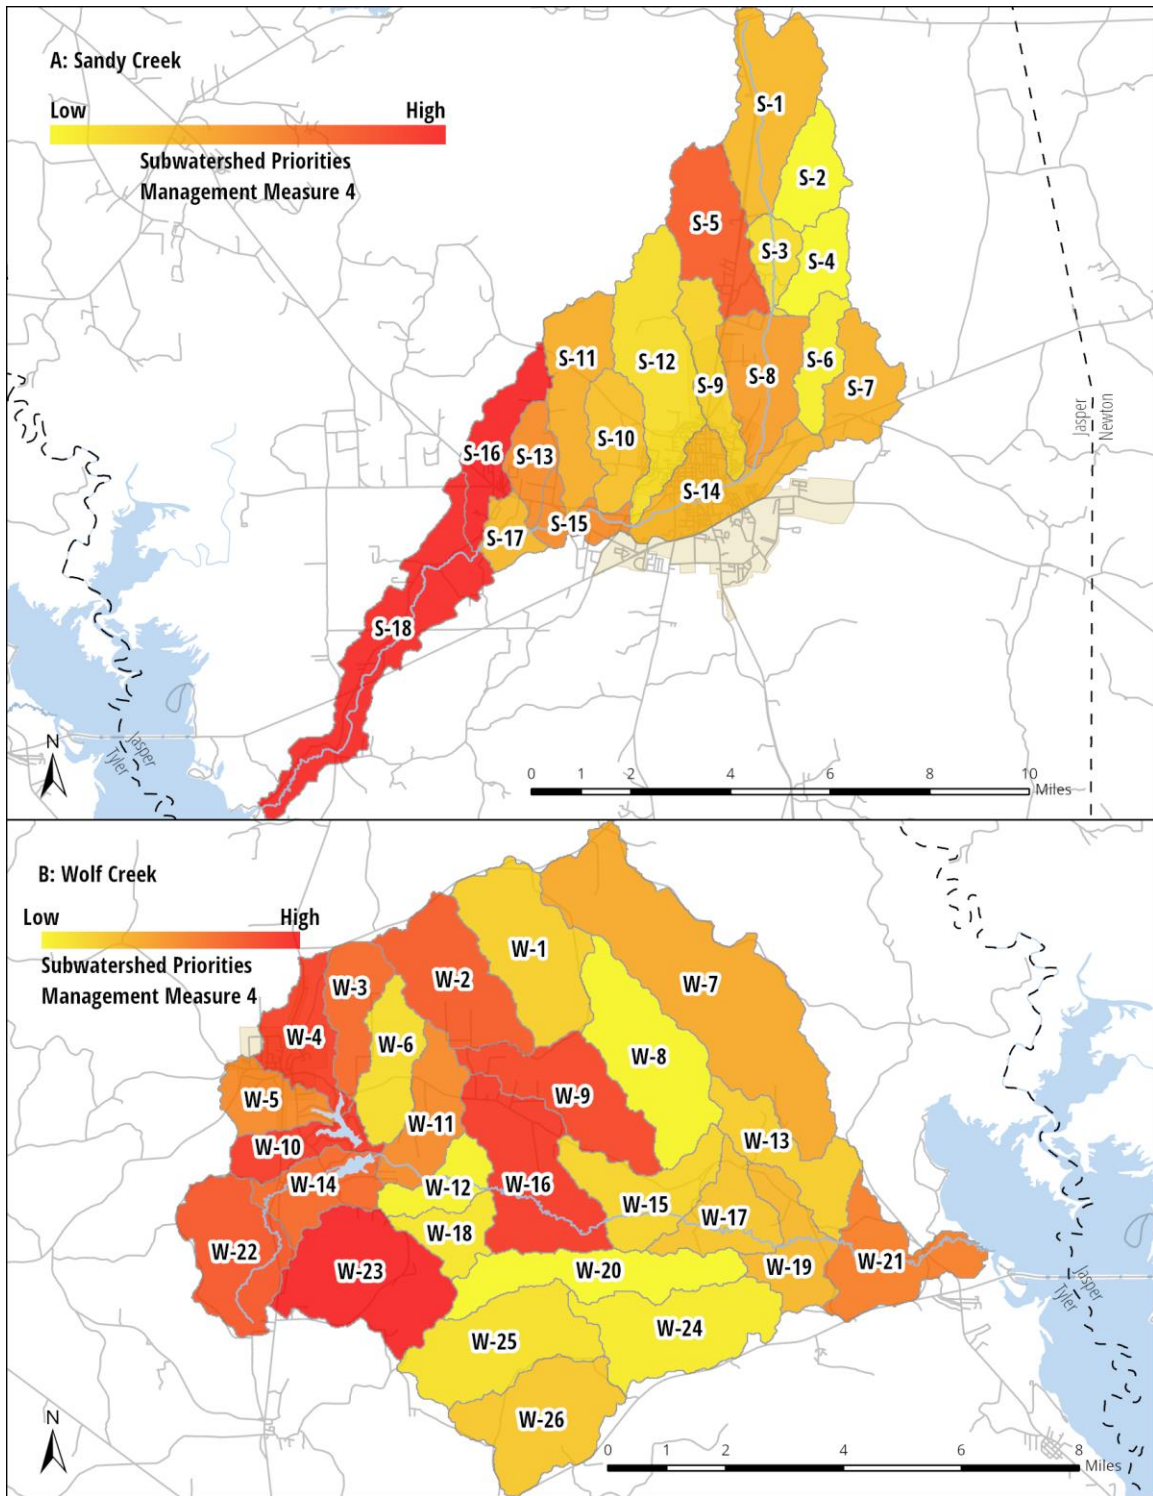 A: Sandy Creek
Low High
Subwatershed Priorities
Management Measure 4
S-1
S-2
S-5
S-3
S-4
S-11
S-12
S-6
S-9
S-8
S-7
S-10
S-16
S-13
S-14
S-15
S-17
S-18
Jasper
Newton
Jasper
Tyler
N
0 1 2 4 6 8 10
Miles
B: Wolf Creek
Low High
Subwatershed Priorities
Management Measure 4
W-1
W-2
W-3
W-7
W-4
W-6
W-8
W-5
W-9
W-11
W-10
W-13
W-14
W-12
W-16
W-15
W-17
W-18
W-22
W-23
W-20
W-19
W-21
W-24
W-25
W-26
Jasper
Tyler
N
0 1 2 4 6 8
Miles